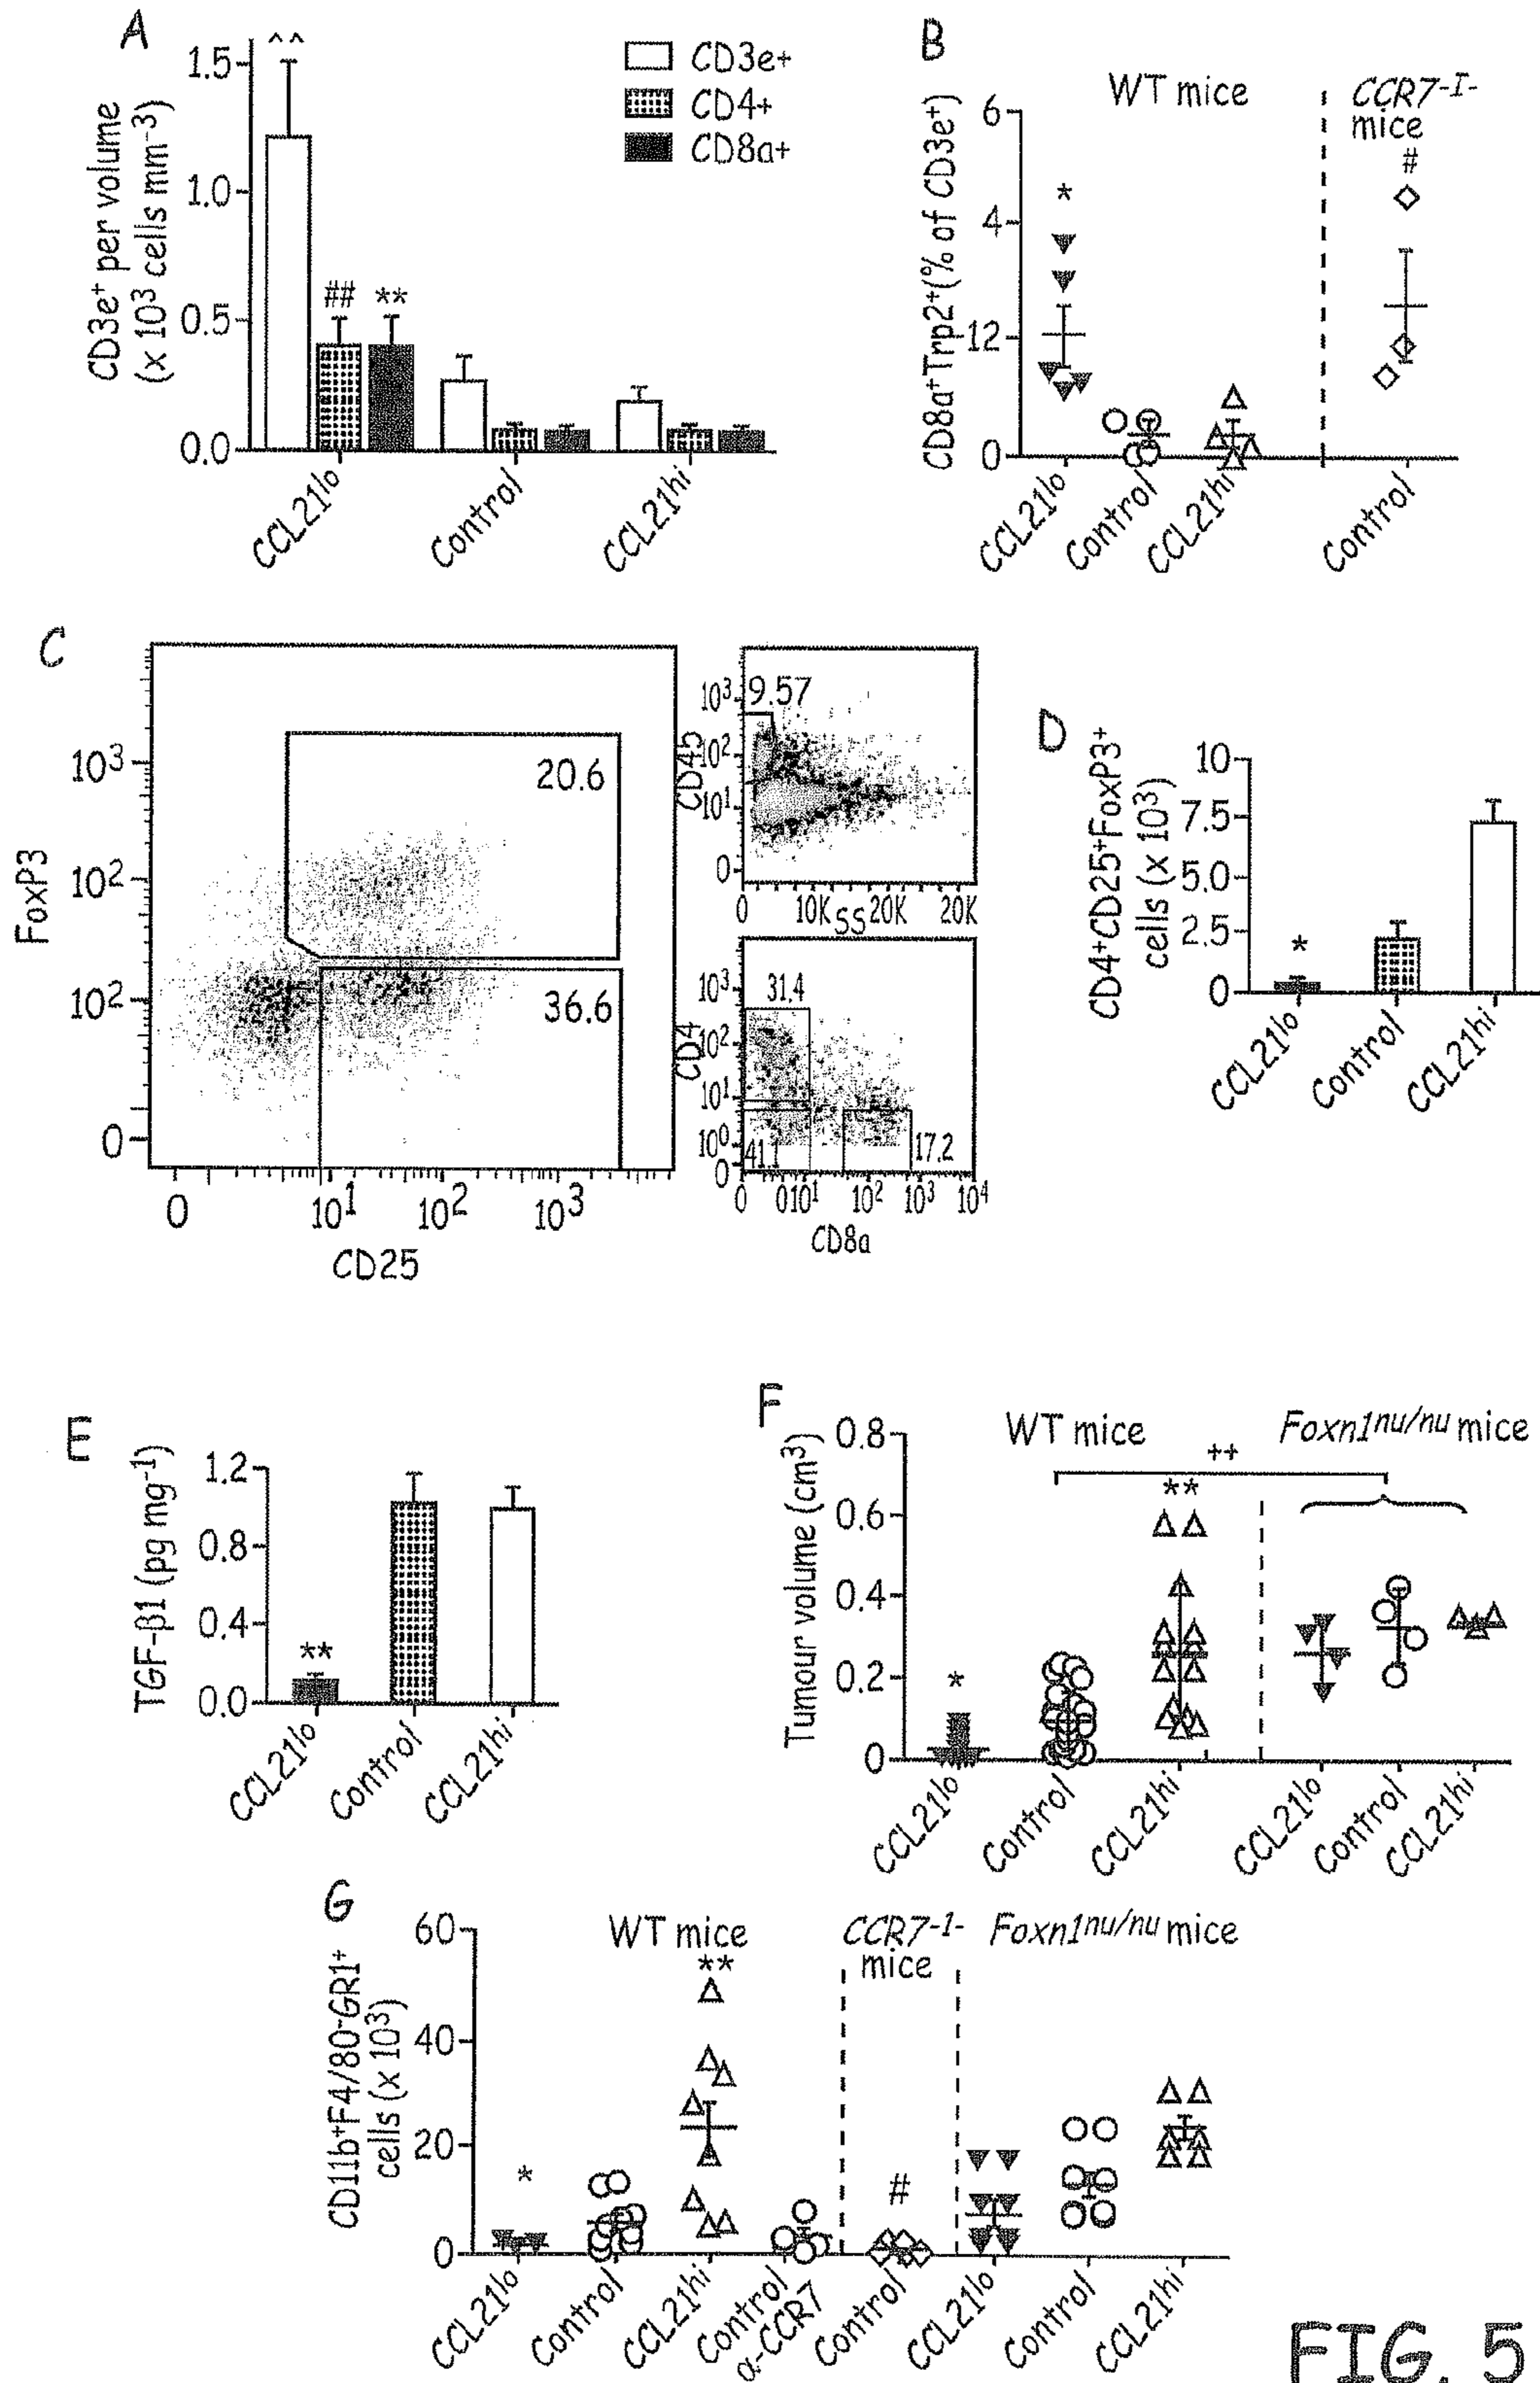 A
^^
1.5
1.0
0.5
0.0
CD3e+ per volume
(x 10³ cells mm⁻³)
##
**
CD3e+
CD4+
CD8a+
CCL21lo
Control
CCL21hi
B
WT mice
CCR7-I-
mice
6
4
12
0
CD8a+Trp2+(% of CD3e+)
*
#
CCL21lo
Control
CCL21hi
Control
C
FoxP3
10³
10²
10²
0
20.6
36.6
0
10¹
10²
10³
CD25
CD45
10³
10²
10¹
0
9.57
0
10K
SS
20K
20K
CD4
10³
10²
10¹
10⁰
0
31.4
41.1
17.2
0
0
10¹
10²
10³
10⁴
CD8a
D
CD4+CD25+FoxP3+
cells (x 10³)
10
7.5
5.0
2.5
0
*
CCL21lo
Control
CCL21hi
E
TGF-β1 (pg mg⁻¹)
1.2
0.8
0.4
0.0
**
CCL21lo
Control
CCL21hi
F
Tumour volume (cm³)
0.8
0.6
0.4
0.2
0
WT mice
Foxn1nu/nu mice
++
**
*
CCL21lo
Control
CCL21hi
CCL21lo
Control
CCL21hi
G
CD11b+F4/80-GR1+
cells (x 10³)
60
40
20
0
WT mice
CCR7-1-
mice
Foxn1nu/nu mice
**
*
#
CCL21lo
Control
CCL21hi
Control
α-CCR7
Control
CCL21lo
Control
CCL21hi
FIG. 5